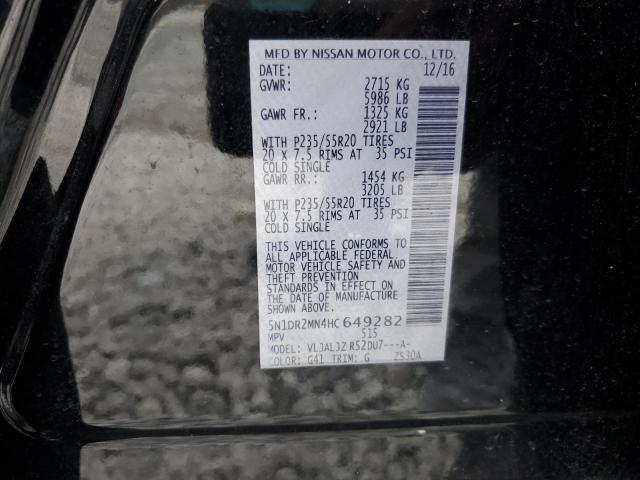 MFD BY NISSAN MOTOR CO., LTD.
DATE: 12/16
GVWR: 2715 KG
5986 LB
GAWR FR.: 1325 KG
2921 LB
WITH P235/55R20 TIRES
20 X 7.5 RIMS AT 35 PSI
COLD SINGLE
GAWR RR.: 1454 KG
3205 LB
WITH P235/55R20 TIRES
20 X 7.5 RIMS AT 35 PSI
COLD SINGLE
THIS VEHICLE CONFORMS TO
ALL APPLICABLE FEDERAL
MOTOR VEHICLE SAFETY AND
THEFT PREVENTION
STANDARDS IN EFFECT ON
THE DATE OF MANUFACTURE
SHOWN ABOVE.
5N1DR2MN4HC649282
MPV 515
MODEL: VLJAL3Z R52DU7---A-
COLOR: G41 TRIM: G ZS30A